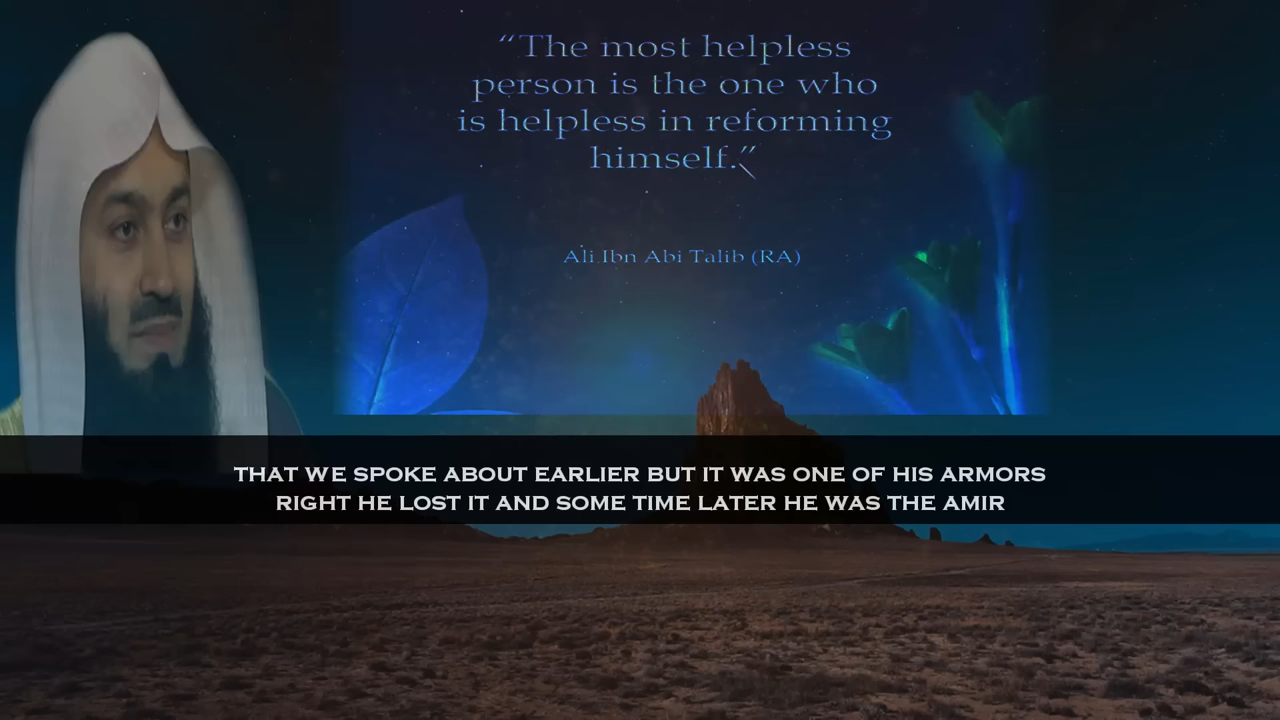 “The most helpless
person is the one who
is helpless in reforming
himself.”
Ali Ibn Abi Talib (RA)
THAT WE SPOKE ABOUT EARLIER BUT IT WAS ONE OF HIS ARMORS
RIGHT HE LOST IT AND SOME TIME LATER HE WAS THE AMIR